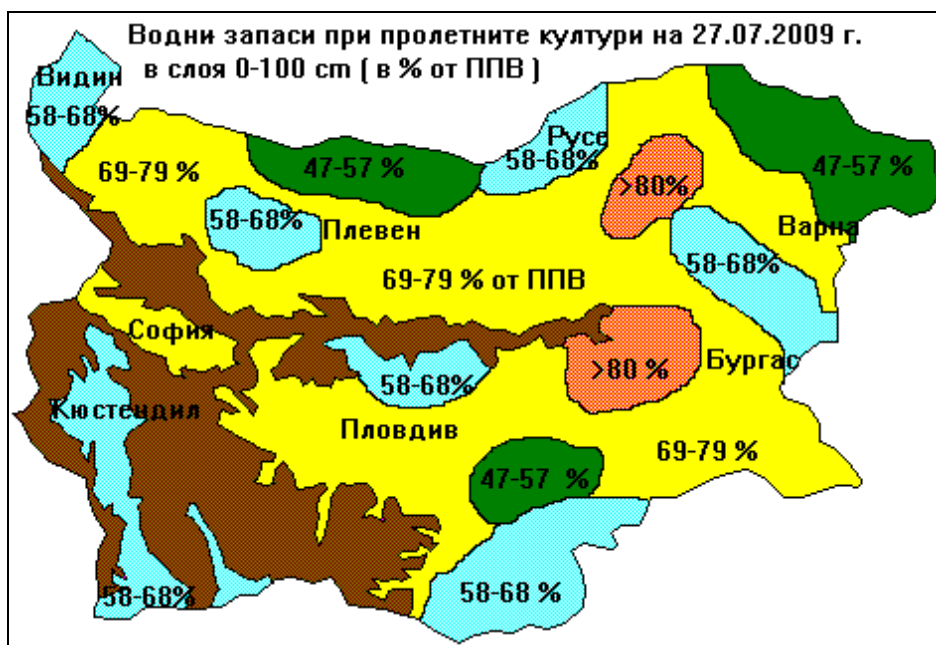 Водни запаси при пролетните култури на 27.07.2009 г.
в слоя 0-100 cm ( в % от ППВ )
Видин
58-68%
Русе
58-68%
69-79 %
47-57 %
47-57 %
>80%
58-68%
Плевен
Варна
58-68%
69-79 % от ППВ
София
>80 %
Бургас
58-68%
Кюстендил
Пловдив
69-79 %
47-57 %
58-68%
58-68 %